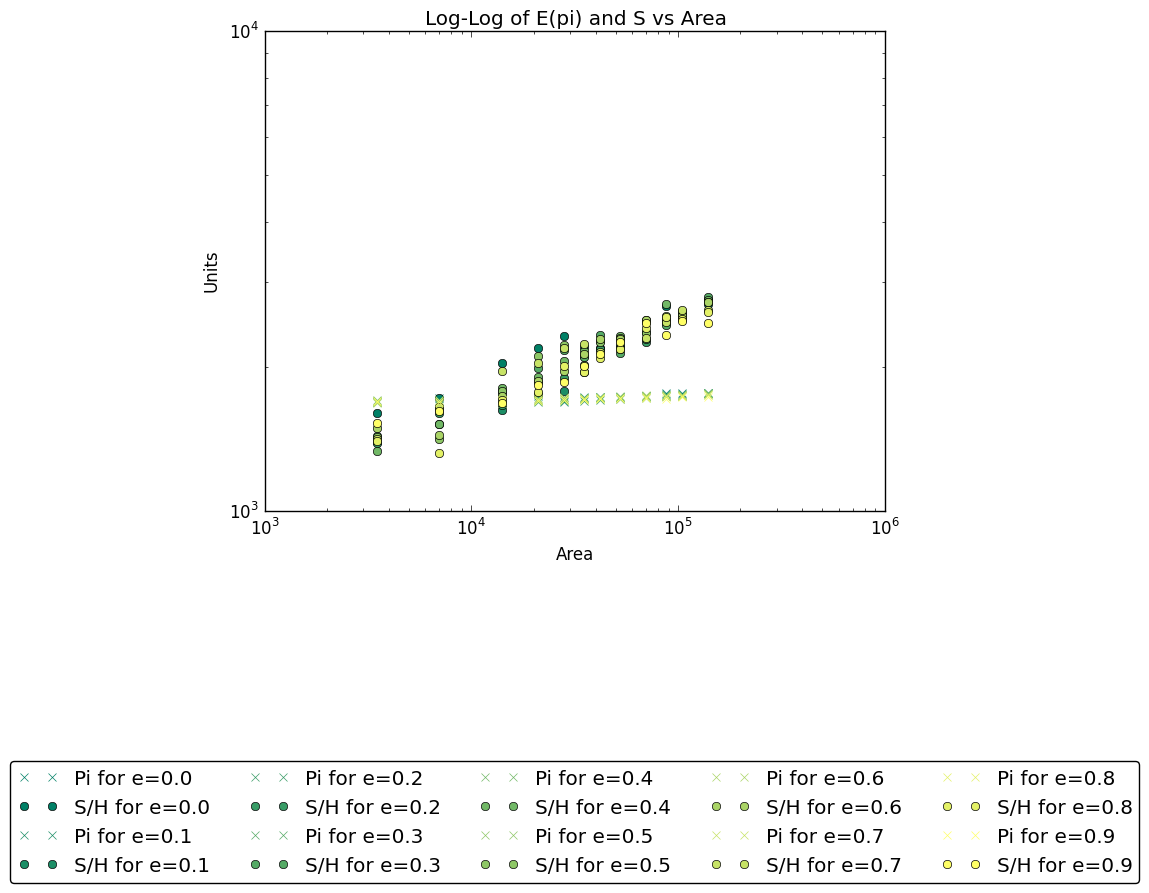 Log-Log of E(pi) and S vs Area
10^4
Units
10^3
10^3 10^4 10^5 10^6
Area
Pi for e=0.0 Pi for e=0.2 Pi for e=0.4 Pi for e=0.6 Pi for e=0.8
S/H for e=0.0 S/H for e=0.2 S/H for e=0.4 S/H for e=0.6 S/H for e=0.8
Pi for e=0.1 Pi for e=0.3 Pi for e=0.5 Pi for e=0.7 Pi for e=0.9
S/H for e=0.1 S/H for e=0.3 S/H for e=0.5 S/H for e=0.7 S/H for e=0.9